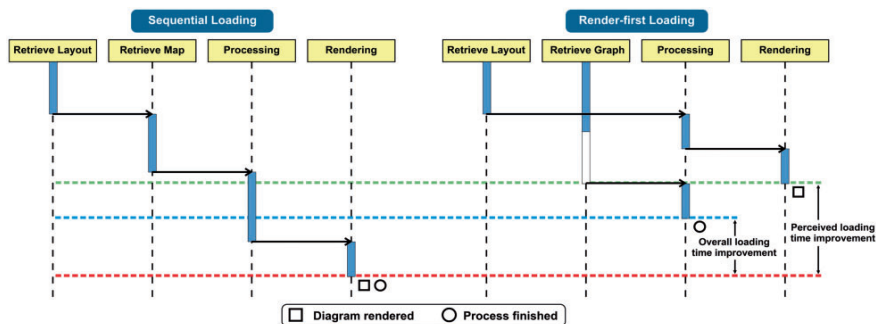 Sequential Loading
Render-first Loading
Retrieve Layout
Retrieve Map
Processing
Rendering
Retrieve Layout
Retrieve Graph
Processing
Rendering
Overall loading
time improvement
Perceived loading
time improvement
Diagram rendered
Process finished